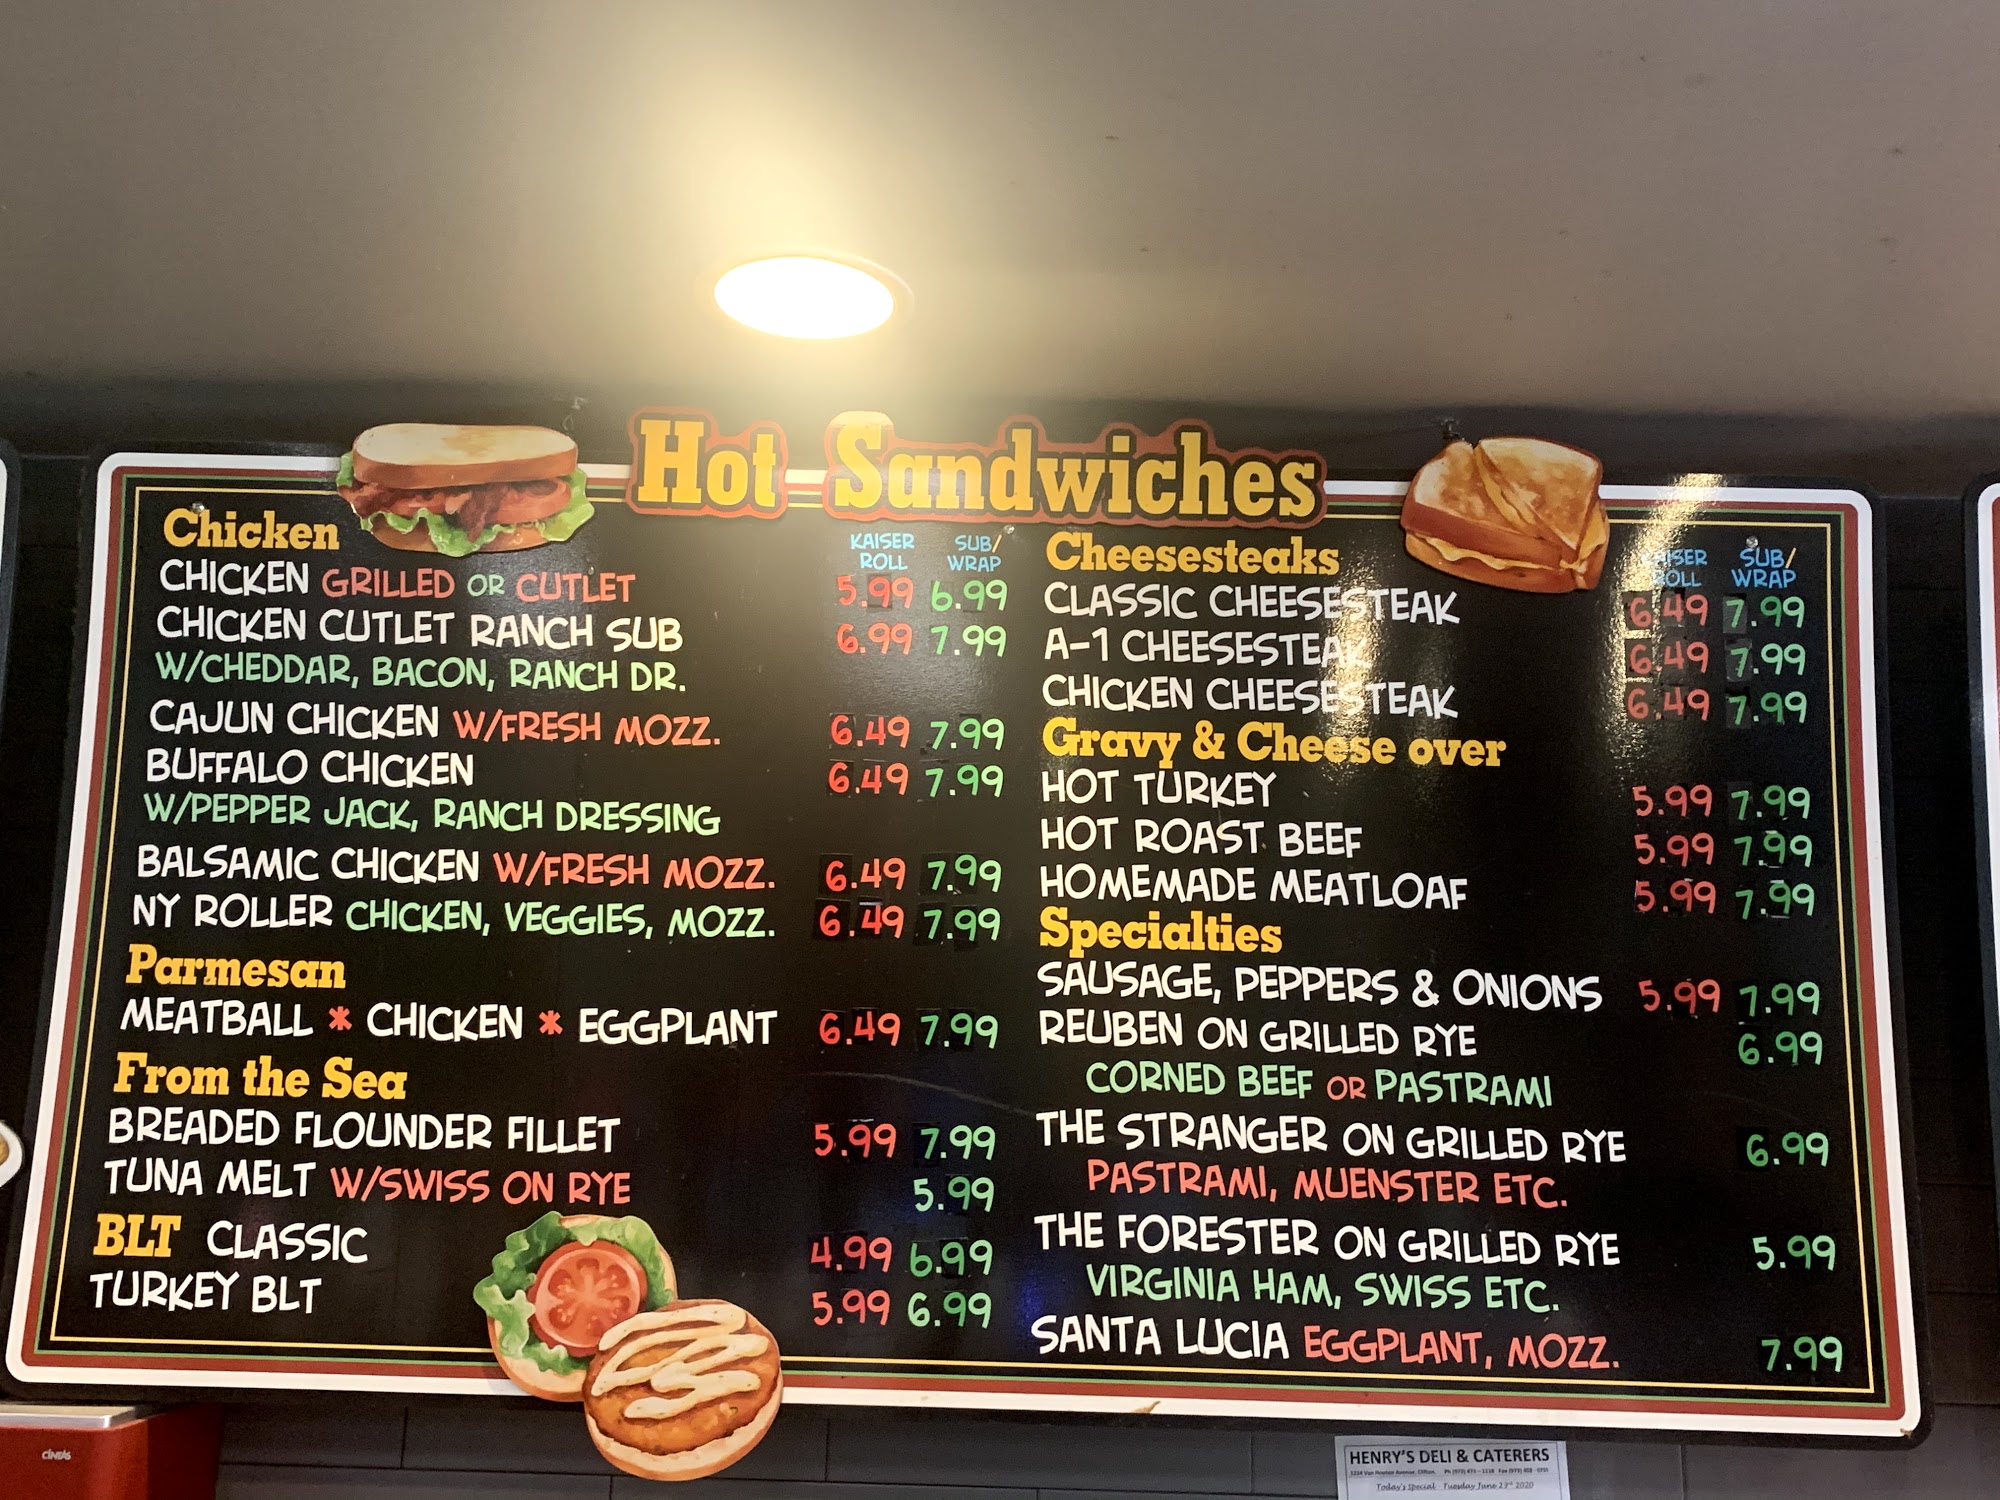 Hot Sandwiches
Chicken
KAISER ROLL SUB/ WRAP
CHICKEN GRILLED OR CUTLET 5.99 6.99
CHICKEN CUTLET RANCH SUB 6.99 7.99
W/CHEDDAR, BACON, RANCH DR.
CAJUN CHICKEN W/FRESH MOZZ. 6.49 7.99
BUFFALO CHICKEN 6.49 7.99
W/PEPPER JACK, RANCH DRESSING
BALSAMIC CHICKEN W/FRESH MOZZ. 6.49 7.99
NY ROLLER CHICKEN, VEGGIES, MOZZ. 6.49 7.99
Parmesan
MEATBALL * CHICKEN * EGGPLANT 6.49 7.99
From the Sea
BREADED FLOUNDER FILLET 5.99 7.99
TUNA MELT W/SWISS ON RYE 5.99
BLT CLASSIC 4.99 6.99
TURKEY BLT 5.99 6.99
Cheesesteaks
KAISER ROLL SUB/ WRAP
CLASSIC CHEESESTEAK 6.49 7.99
A-1 CHEESESTEAK 6.49 7.99
CHICKEN CHEESESTEAK 6.49 7.99
Gravy & Cheese over
HOT TURKEY 5.99 7.99
HOT ROAST BEEF 5.99 7.99
HOMEMADE MEATLOAF 5.99 7.99
Specialties
SAUSAGE, PEPPERS & ONIONS 5.99 7.99
REUBEN ON GRILLED RYE 6.99
CORNED BEEF OR PASTRAMI
THE STRANGER ON GRILLED RYE 6.99
PASTRAMI, MUENSTER ETC.
THE FORESTER ON GRILLED RYE 5.99
VIRGINIA HAM, SWISS ETC.
SANTA LUCIA EGGPLANT, MOZZ. 7.99
CINTAS
HENRY'S DELI & CATERERS
Today's Special - Tuesday June 23rd 2020